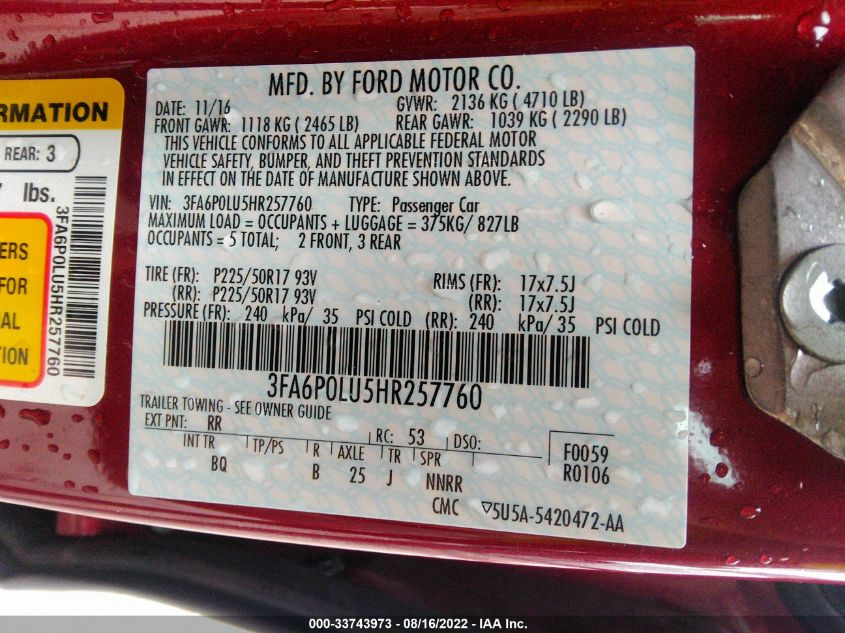 MFD. BY FORD MOTOR CO.
DATE: 11/16 GVWR: 2136 KG ( 4710 LB)
FRONT GAWR: 1118 KG ( 2465 LB) REAR GAWR: 1039 KG ( 2290 LB)
THIS VEHICLE CONFORMS TO ALL APPLICABLE FEDERAL MOTOR
VEHICLE SAFETY, BUMPER, AND THEFT PREVENTION STANDARDS
IN EFFECT ON THE DATE OF MANUFACTURE SHOWN ABOVE.
VIN: 3FA6P0LU5HR257760 TYPE: Passenger Car
MAXIMUM LOAD = OCCUPANTS + LUGGAGE = 375KG/ 827LB
OCCUPANTS = 5 TOTAL; 2 FRONT, 3 REAR
TIRE (FR): P225/50R17 93V RIMS (FR): 17x7.5J
(RR): P225/50R17 93V (RR): 17x7.5J
PRESSURE (FR): 240 kPa/ 35 PSI COLD (RR): 240 kPa/ 35 PSI COLD
3FA6P0LU5HR257760
TRAILER TOWING - SEE OWNER GUIDE
EXT PNT: RR RC: 53 DSO: F0059
INT TR TP/PS R AXLE TR SPR R0106
BQ B 25 J NNRR
CMC ▽5U5A-5420472-AA
REAR: 3
lbs.
3FA6P0LU5HR257760
FOR
000-33743973 - 08/16/2022 - IAA Inc.